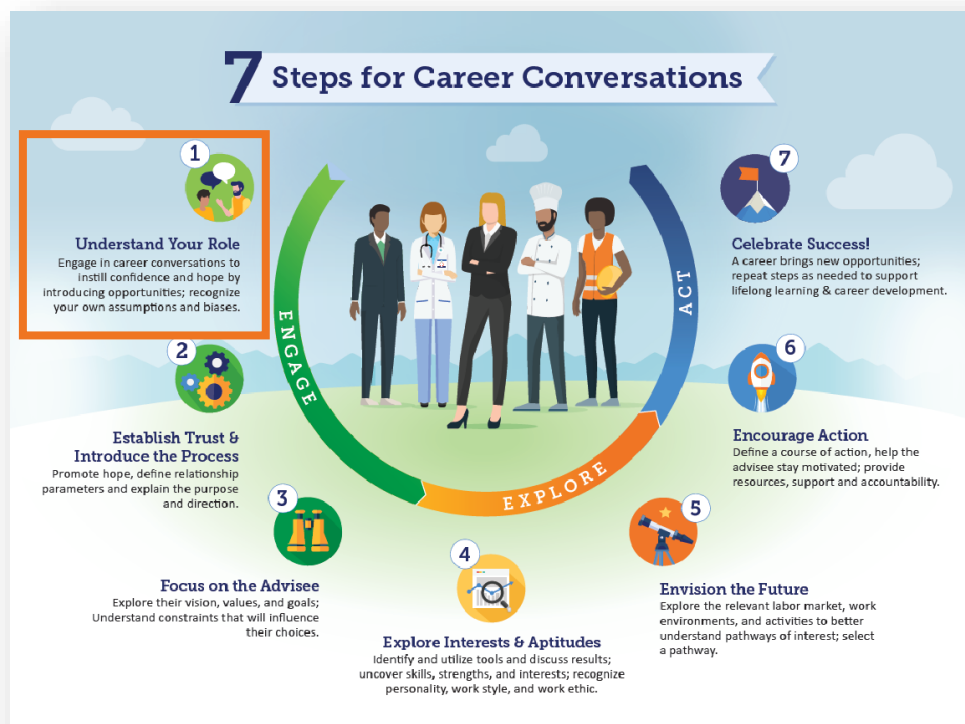 7 Steps for Career Conversations
1
Understand Your Role
Engage in career conversations to
instill confidence and hope by
introducing opportunities; recognize
your own assumptions and biases.
2
Establish Trust &
Introduce the Process
Promote hope, define relationship
parameters and explain the purpose
and direction.
3
Focus on the Advisee
Explore their vision, values, and goals;
Understand constraints that will influence
their choices.
4
Explore Interests & Aptitudes
Identify and utilize tools and discuss results;
uncover skills, strengths, and interests; recognize
personality, work style, and work ethic.
5
Envision the Future
Explore the relevant labor market, work
environments, and activities to better
understand pathways of interest; select
a pathway.
6
Encourage Action
Define a course of action, help the
advisee stay motivated; provide
resources, support and accountability.
7
Celebrate Success!
A career brings new opportunities;
repeat steps as needed to support
lifelong learning & career development.
ENGAGE
EXPLORE
ACT